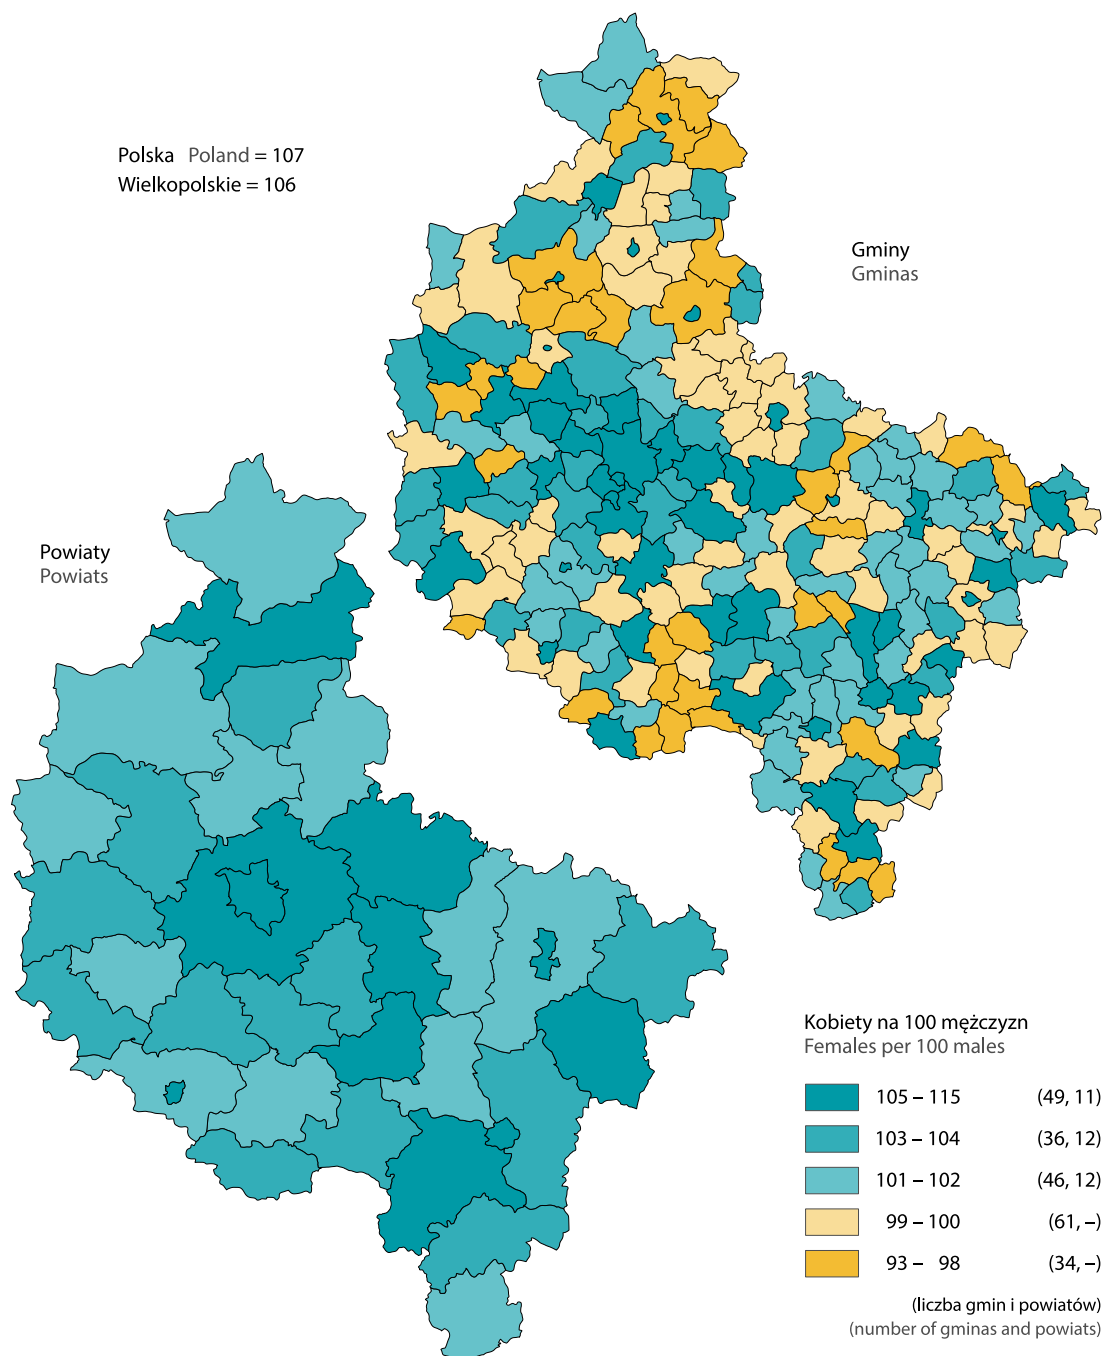 Polska Poland = 107
Wielkopolskie = 106
Gminy
Gminas
Powiaty
Powiats
Kobiety na 100 mężczyzn
Females per 100 males
105 – 115 (49, 11)
103 – 104 (36, 12)
101 – 102 (46, 12)
99 – 100 (61, –)
93 – 98 (34, –)
(liczba gmin i powiatów)
(number of gminas and powiats)